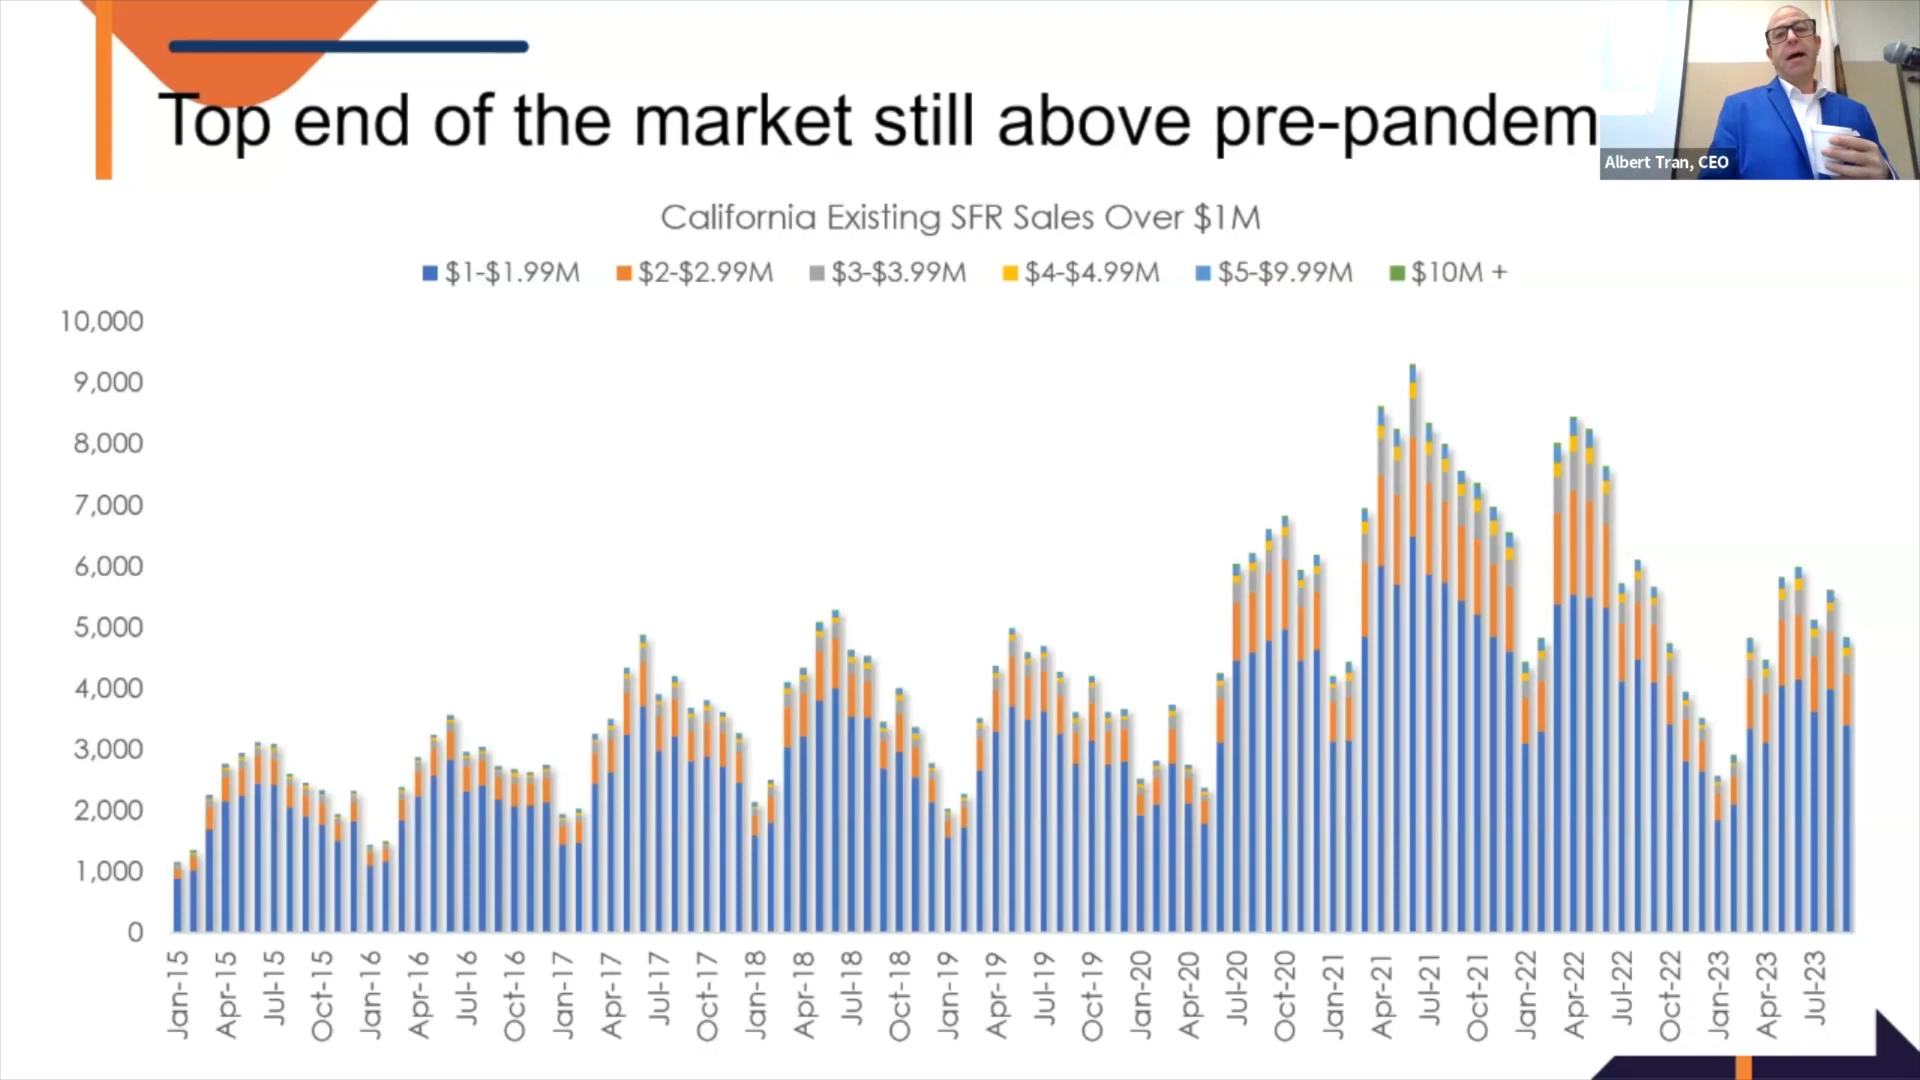 Top end of the market still above pre-pandem
Albert Tran, CEO
California Existing SFR Sales Over $1M
$1-$1.99M $2-$2.99M $3-$3.99M $4-$4.99M $5-$9.99M $10M +
10,000
9,000
8,000
7,000
6,000
5,000
4,000
3,000
2,000
1,000
0
Jan-15 Apr-15 Jul-15 Oct-15 Jan-16 Apr-16 Jul-16 Oct-16 Jan-17 Apr-17 Jul-17 Oct-17 Jan-18 Apr-18 Jul-18 Oct-18 Jan-19 Apr-19 Jul-19 Oct-19 Jan-20 Apr-20 Jul-20 Oct-20 Jan-21 Apr-21 Jul-21 Oct-21 Jan-22 Apr-22 Jul-22 Oct-22 Jan-23 Apr-23 Jul-23